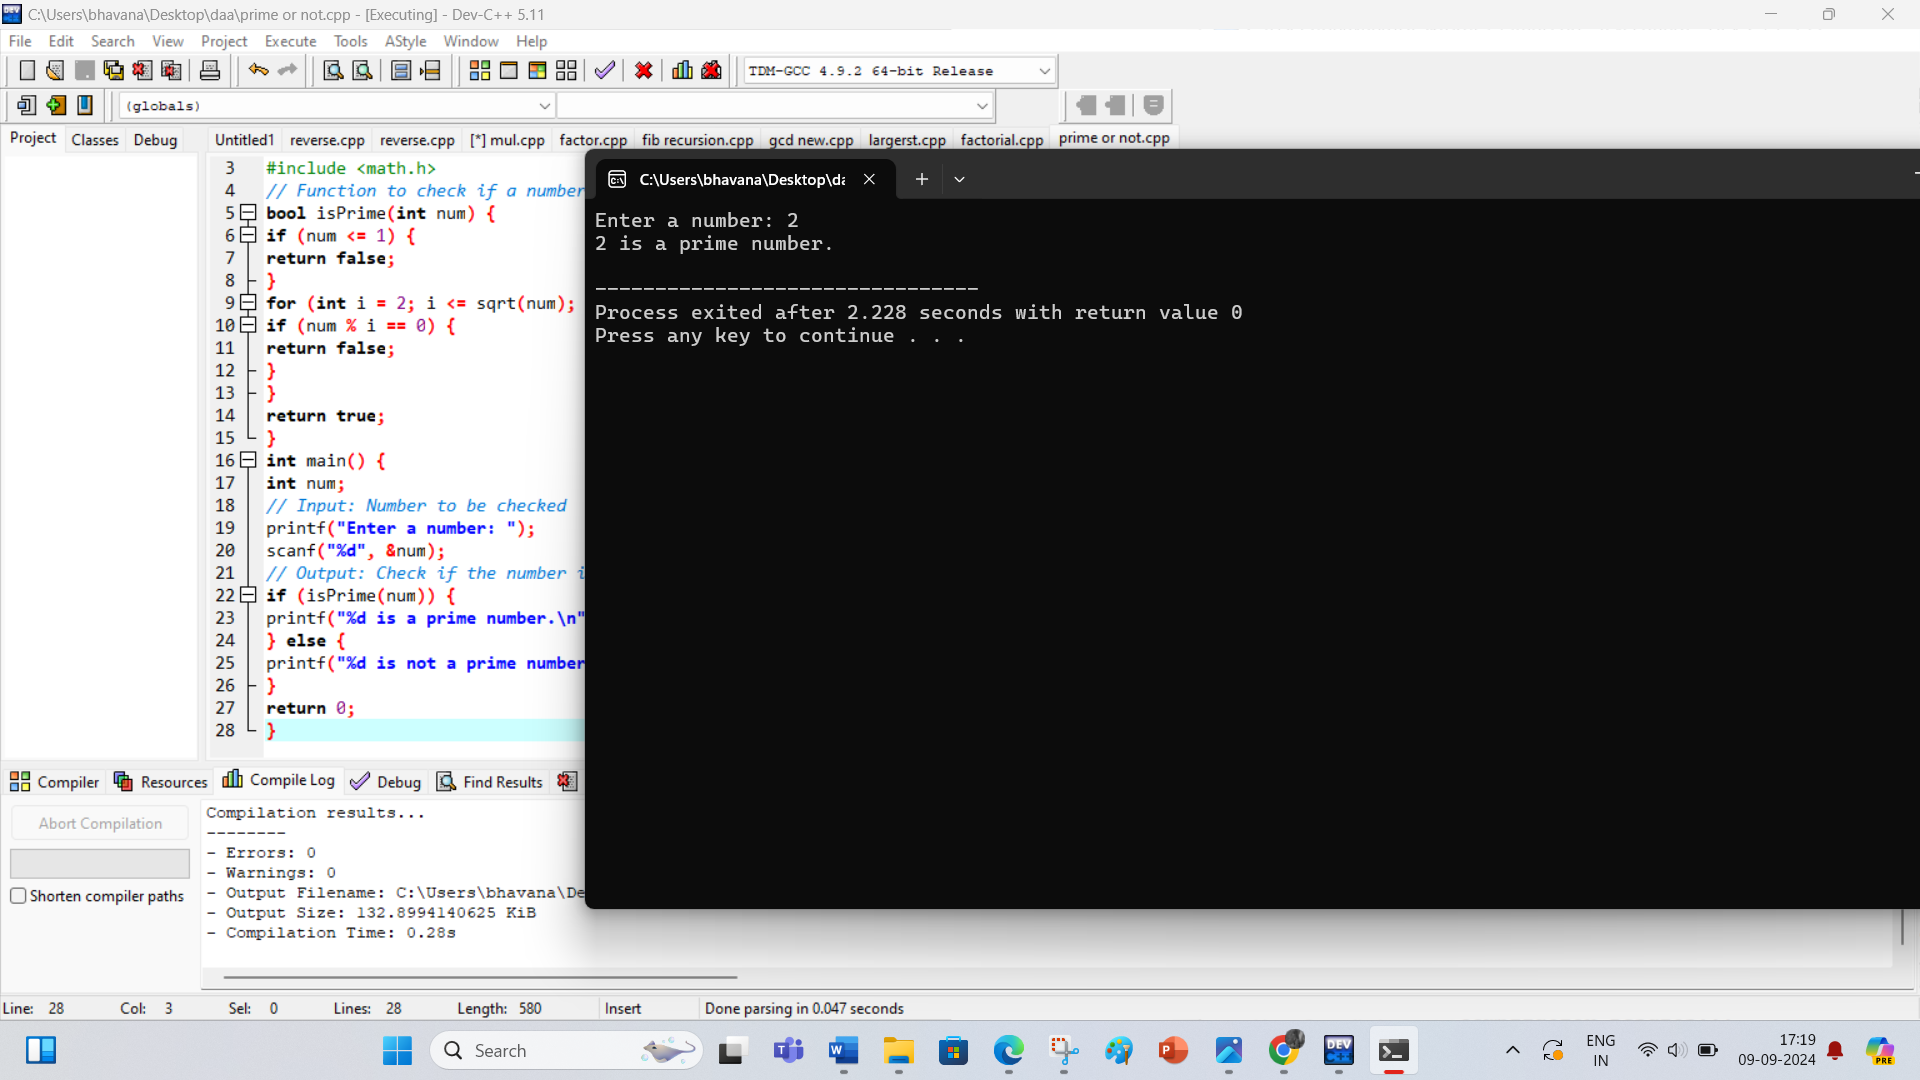 C:\Users\bhavana\Desktop\daa\prime or not.cpp - [Executing] - Dev-C++ 5.11
File Edit Search View Project Execute Tools AStyle Window Help
TDM-GCC 4.9.2 64-bit Release
(globals)
Project Classes Debug Untitled1 reverse.cpp reverse.cpp [*] mul.cpp factor.cpp fib recursion.cpp gcd new.cpp largerst.cpp factorial.cpp prime or not.cpp
3 #include <math.h>
4 // Function to check if a number
5 bool isPrime(int num) {
6 if (num <= 1) {
7 return false;
8 }
9 for (int i = 2; i <= sqrt(num);
10 if (num % i == 0) {
11 return false;
12 }
13 }
14 return true;
15 }
16 int main() {
17 int num;
18 // Input: Number to be checked
19 printf("Enter a number: ");
20 scanf("%d", &num);
21 // Output: Check if the number i
22 if (isPrime(num)) {
23 printf("%d is a prime number.\n"
24 } else {
25 printf("%d is not a prime number
26 }
27 return 0;
28 }
C:\Users\bhavana\Desktop\da
Enter a number: 2
2 is a prime number.
--------------------------------
Process exited after 2.228 seconds with return value 0
Press any key to continue . . .
Compiler Resources Compile Log Debug Find Results
Abort Compilation
Shorten compiler paths
Compilation results...
--------
- Errors: 0
- Warnings: 0
- Output Filename: C:\Users\bhavana\De
- Output Size: 132.8994140625 KiB
- Compilation Time: 0.28s
Line: 28 Col: 3 Sel: 0 Lines: 28 Length: 580 Insert Done parsing in 0.047 seconds
Search
ENG
IN
17:19
09-09-2024